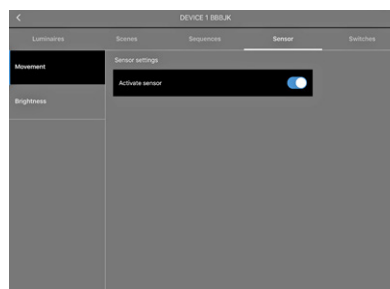 DEVICE 1 BBBJK
Luminaires Scenes Sequences Sensor Switches
Movement
Sensor settings
Activate sensor
Brightness